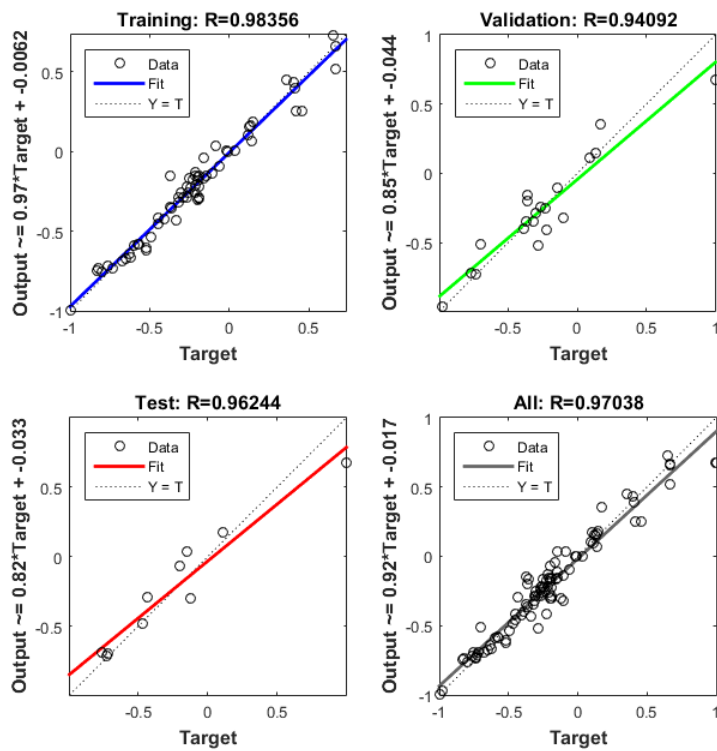 Training: R=0.98356
Output ~= 0.97*Target + -0.0062
Data
Fit
Y = T
0.5
0
-0.5
-1
-1
-0.5
0
0.5
Target
Validation: R=0.94092
Output ~= 0.85*Target + -0.044
Data
Fit
Y = T
1
0.5
0
-0.5
-0.5
0
0.5
1
Target
Test: R=0.96244
Output ~= 0.82*Target + -0.033
Data
Fit
Y = T
1
0.5
0
-0.5
-0.5
0
0.5
Target
All: R=0.97038
Output ~= 0.92*Target + -0.017
Data
Fit
Y = T
1
0.5
0
-0.5
-1
-1
-0.5
0
0.5
1
Target